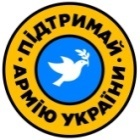 ПІДТРИМАЙ
АРМІЮ УКРАЇНИ